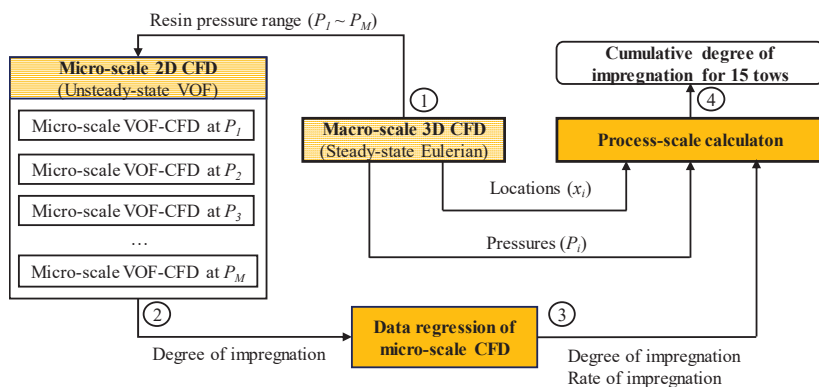 Resin pressure range (P1 ~ PM)
Micro-scale 2D CFD
(Unsteady-state VOF)
Micro-scale VOF-CFD at P1
Micro-scale VOF-CFD at P2
Micro-scale VOF-CFD at P3
...
Micro-scale VOF-CFD at PM
1
Macro-scale 3D CFD
(Steady-state Eulerian)
Cumulative degree of
impregnation for 15 tows
4
Process-scale calculaton
Locations (xi)
Pressures (Pi)
2
Degree of impregnation
Data regression of
micro-scale CFD
3
Degree of impregnation
Rate of impregnation